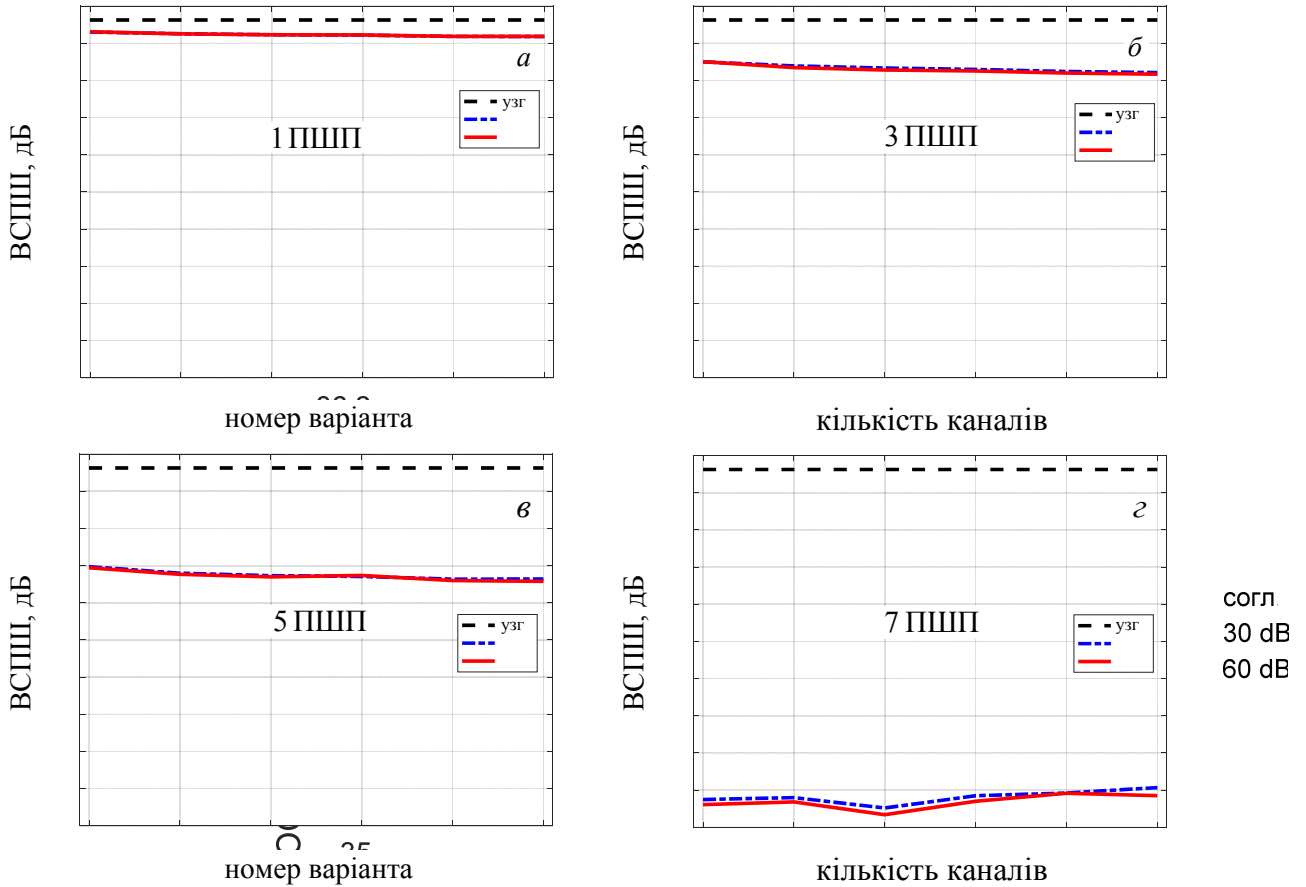 ВСПШ, дБ
а
узг
1 ПШП
номер варіанта
ВСПШ, дБ
б
узг
3 ПШП
кількість каналів
ВСПШ, дБ
в
узг
5 ПШП
номер варіанта
ВСПШ, дБ
г
узг
7 ПШП
кількість каналів
согл.
30 dB
60 dB